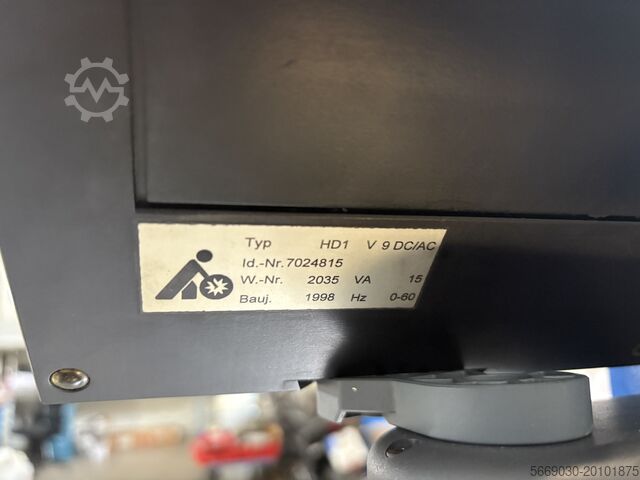 Typ HD1 V 9 DC/AC
Id.-Nr. 7024815
W.-Nr. 2035 VA 15
Bauj. 1998 Hz 0-60
5669030-20101875